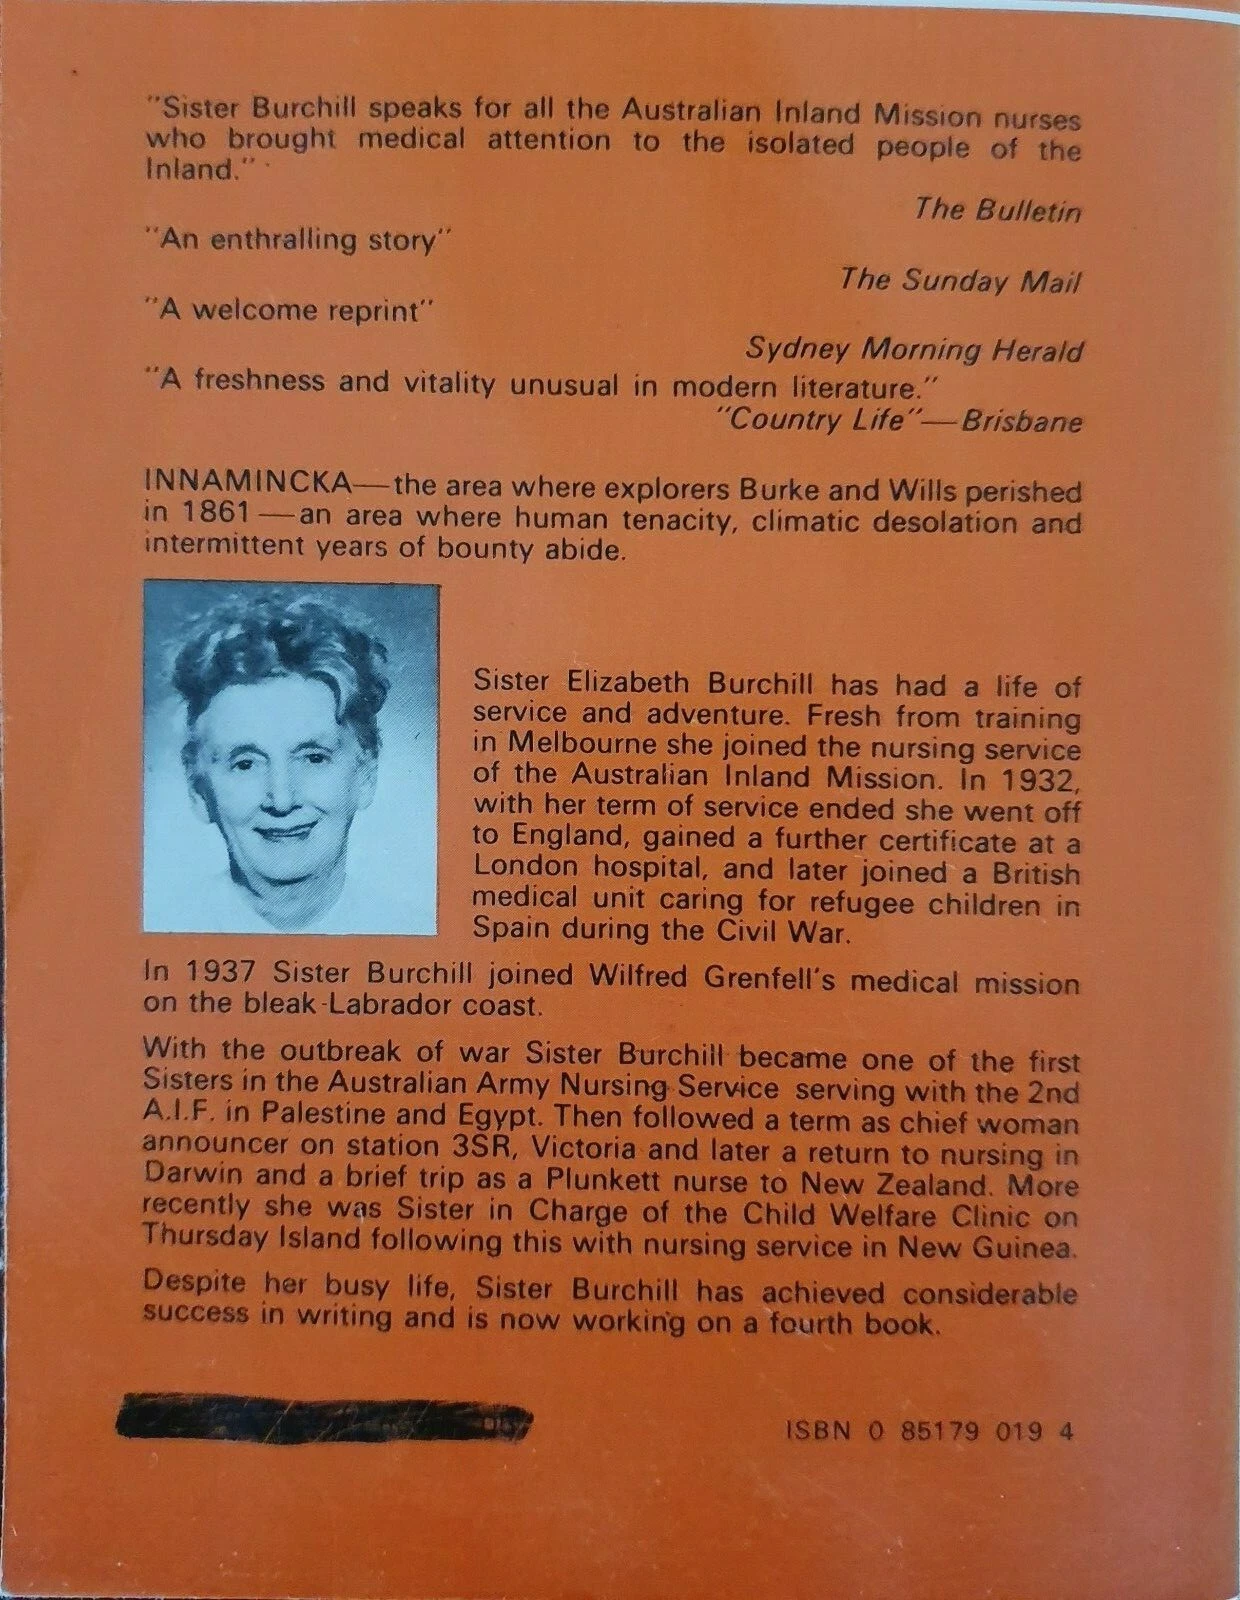 "Sister Burchill speaks for all the Australian Inland Mission nurses
who brought medical attention to the isolated people of the
Inland."
The Bulletin
"An enthralling story"
The Sunday Mail
"A welcome reprint"
Sydney Morning Herald
"A freshness and vitality unusual in modern literature."
"Country Life"—Brisbane
INNAMINCKA—the area where explorers Burke and Wills perished
in 1861—an area where human tenacity, climatic desolation and
intermittent years of bounty abide.
Sister Elizabeth Burchill has had a life of
service and adventure. Fresh from training
in Melbourne she joined the nursing service
of the Australian Inland Mission. In 1932,
with her term of service ended she went off
to England, gained a further certificate at a
London hospital, and later joined a British
medical unit caring for refugee children in
Spain during the Civil War.
In 1937 Sister Burchill joined Wilfred Grenfell's medical mission
on the bleak Labrador coast.
With the outbreak of war Sister Burchill became one of the first
Sisters in the Australian Army Nursing Service serving with the 2nd
A.I.F. in Palestine and Egypt. Then followed a term as chief woman
announcer on station 3SR, Victoria and later a return to nursing in
Darwin and a brief trip as a Plunkett nurse to New Zealand. More
recently she was Sister in Charge of the Child Welfare Clinic on
Thursday Island following this with nursing service in New Guinea.
Despite her busy life, Sister Burchill has achieved considerable
success in writing and is now working on a fourth book.
ISBN 0 85179 019 4